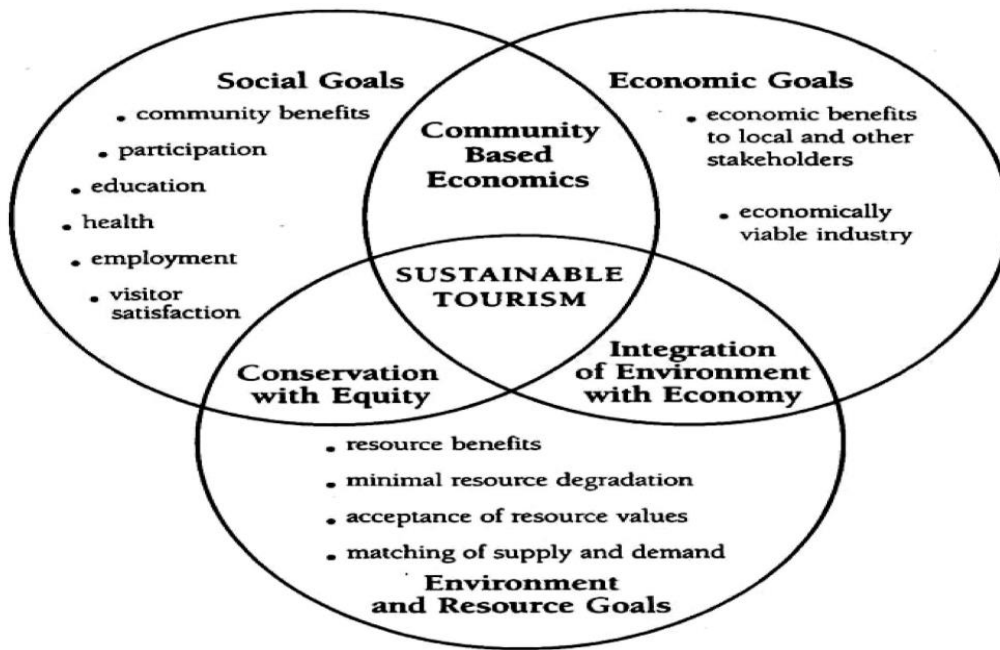 Social Goals
• community benefits
• participation
• education
• health
• employment
• visitor
satisfaction
Community
Based
Economics
Economic Goals
• economic benefits
to local and other
stakeholders
• economically
viable industry
SUSTAINABLE
TOURISM
Conservation
with Equity
Integration
of Environment
with Economy
• resource benefits
• minimal resource degradation
• acceptance of resource values
• matching of supply and demand
Environment
and Resource Goals